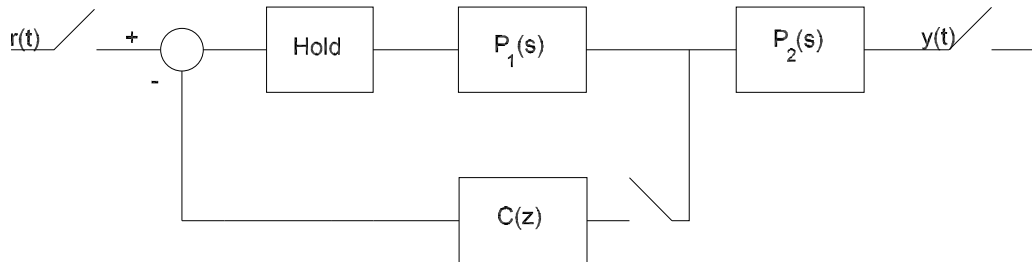 r(t) + Hold P₁(s) P₂(s) y(t)
-
C(z)